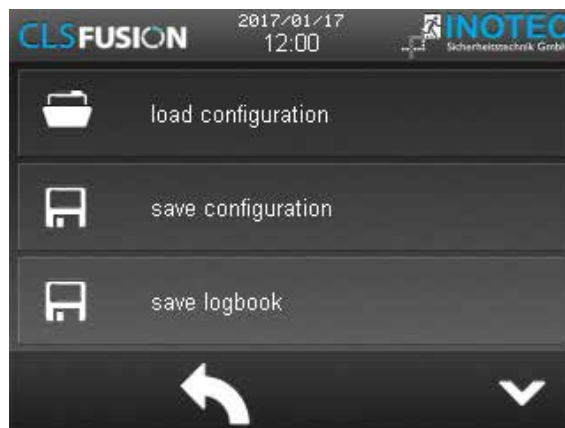 CLSFUSION
2017/01/17
12:00
INOTEC
Sicherheitstechnik GmbH
load configuration
save configuration
save logbook